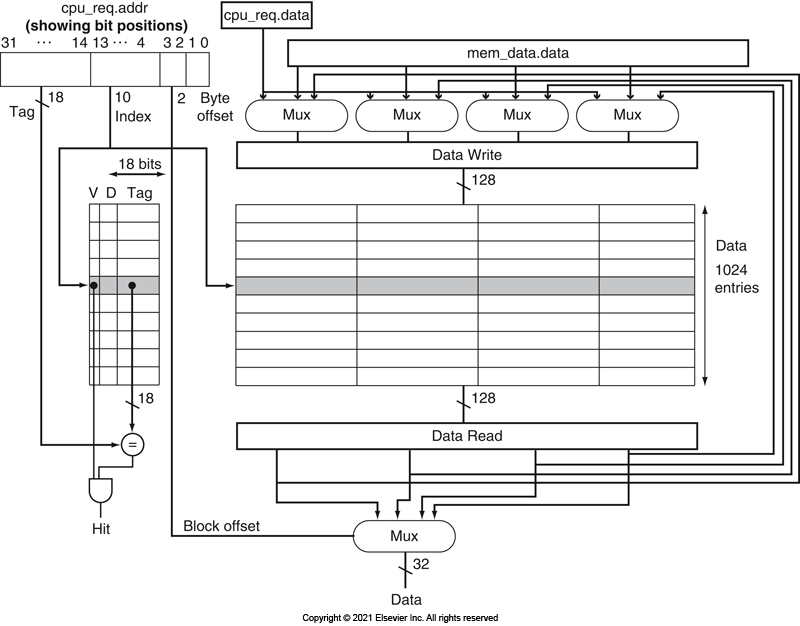 cpu_req.addr
(showing bit positions)
31 ··· 14 13 ··· 4 3 2 1 0
cpu_req.data
mem_data.data
18
10
2
Byte
offset
Tag
Index
Mux Mux Mux Mux
Data Write
18 bits
128
V D Tag
Data
1024
entries
18
128
Data Read
=
Hit
Block offset
Mux
32
Data
Copyright © 2021 Elsevier Inc. All rights reserved